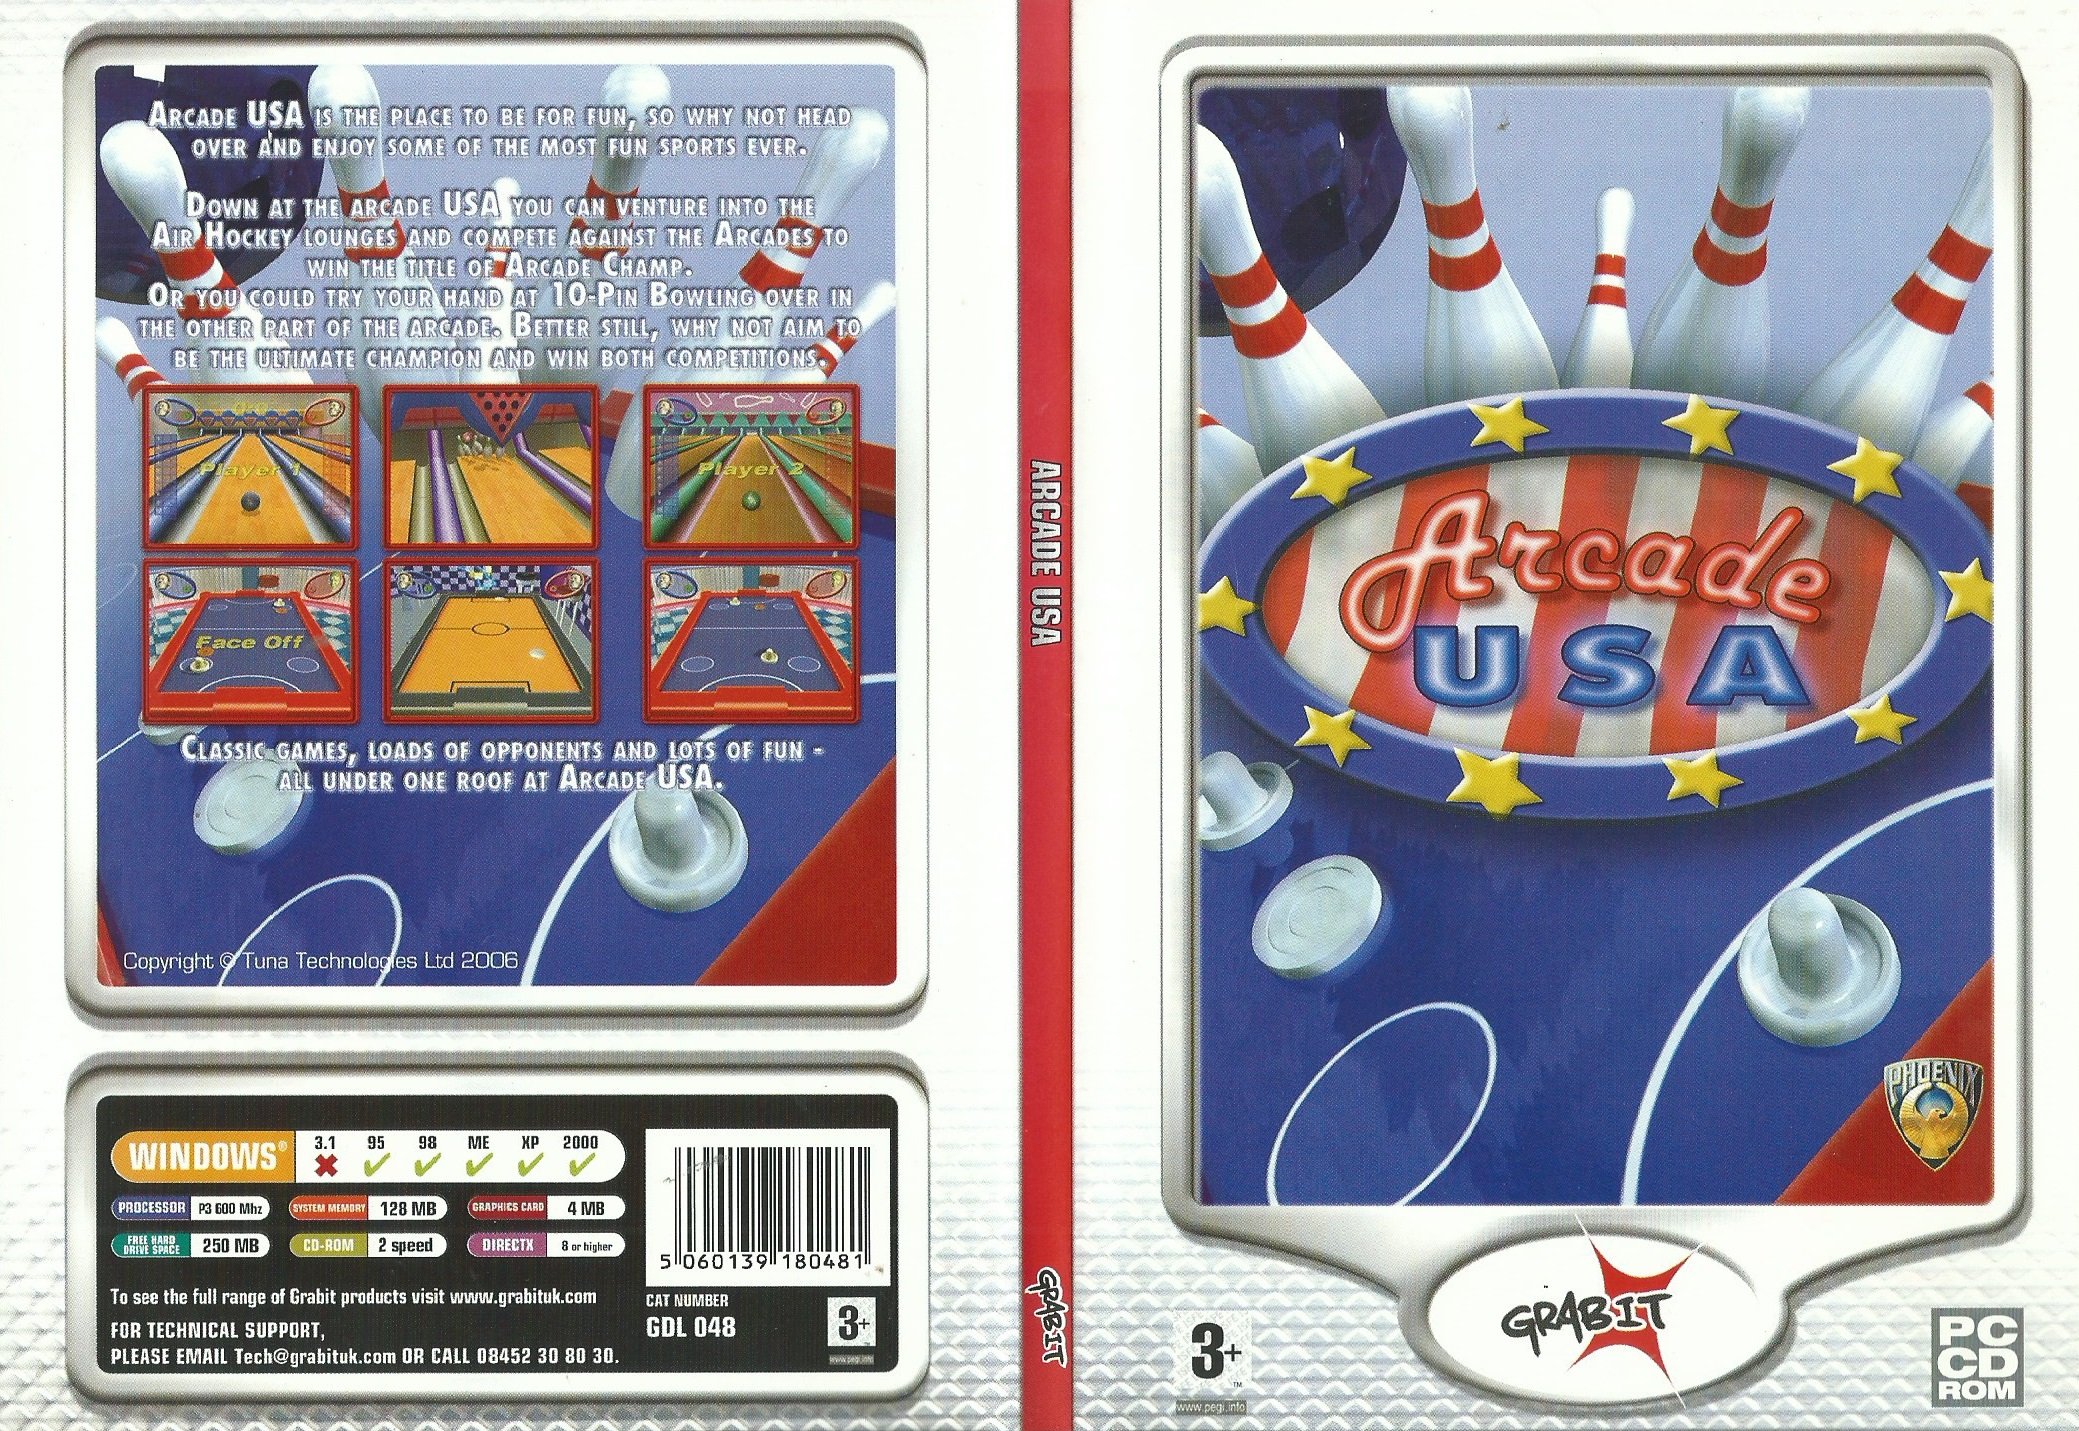 Arcade USA is the place to be for fun, so why not head
over and enjoy some of the most fun sports ever.
Down at the arcade USA you can venture into the
Air Hockey lounges and compete against the Arcades to
win the title of Arcade Champ.
Or you could try your hand at 10-Pin Bowling over in
the other part of the arcade. Better still, why not aim to
be the ultimate champion and win both competitions.
Player 1
Player 2
Face Off
Classic games, loads of opponents and lots of fun -
all under one roof at Arcade USA.
Copyright © Tuna Technologies Ltd 2006
WINDOWS® 3.1 95 98 ME XP 2000
PROCESSOR P3 600 Mhz SYSTEM MEMORY 128 MB GRAPHICS CARD 4 MB
FREE HARD
DRIVE SPACE 250 MB CD-ROM 2 speed DIRECTX 8 or higher
5 060139 180481
To see the full range of Grabit products visit www.grabituk.com
FOR TECHNICAL SUPPORT,
PLEASE EMAIL Tech@grabituk.com OR CALL 08452 30 80 30.
CAT NUMBER
GDL 048
3+
www.pegi.info
ARCADE USA
GRABIT
Arcade
USA
PHOENIX
GRABIT
3+
™
www.pegi.info
PC
CD
ROM